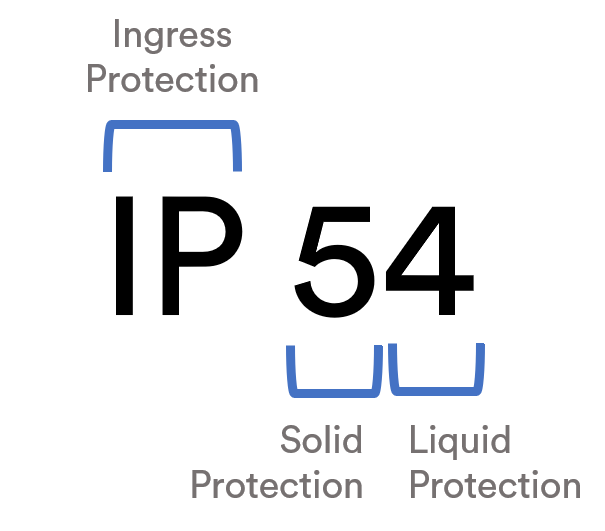 Ingress
Protection
IP 54
Solid
Protection
Liquid
Protection